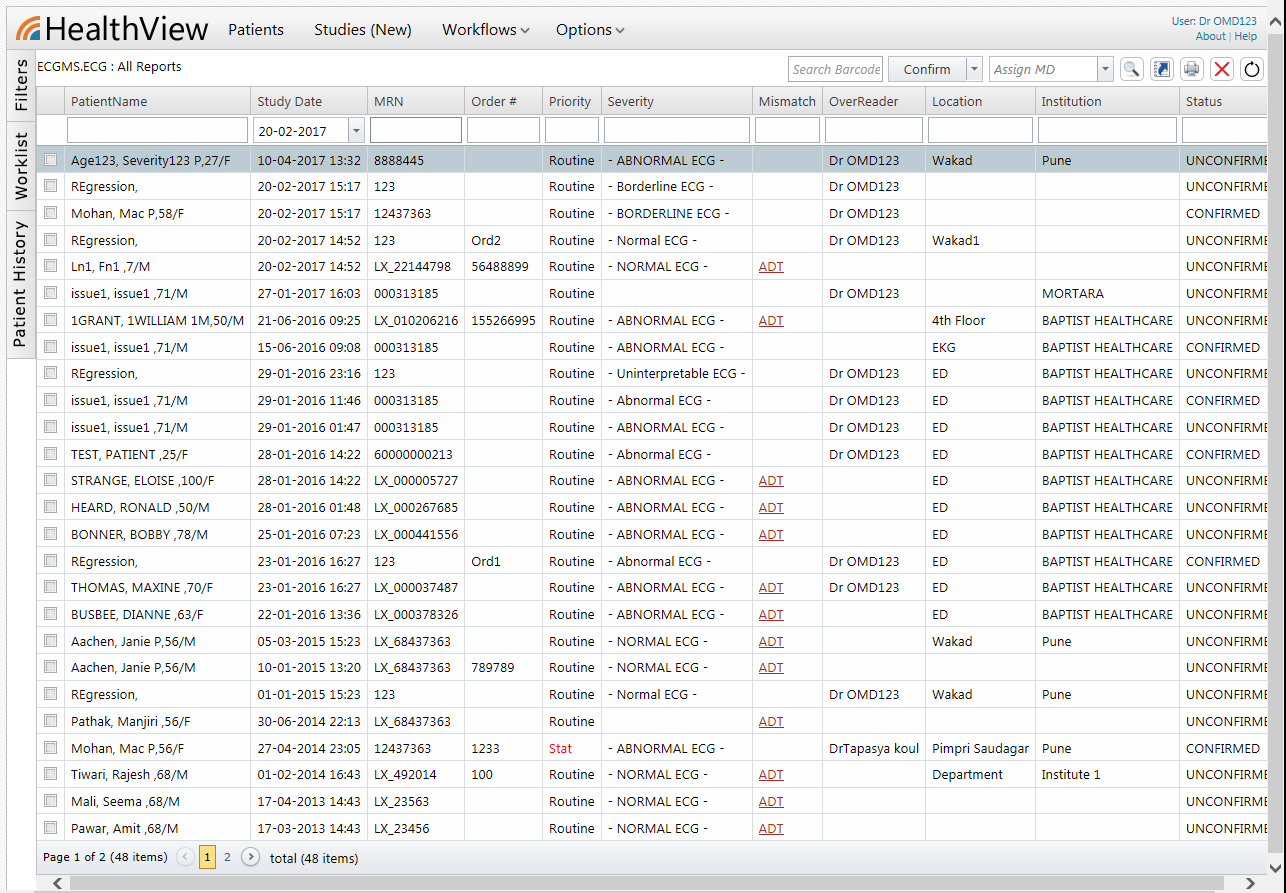 HealthView Patients Studies (New) Workflows Options
User: Dr OMD123
About | Help
Filters
Worklist
Patient History
ECGMS.ECG : All Reports Search Barcode Confirm Assign MD
PatientName Study Date MRN Order # Priority Severity Mismatch OverReader Location Institution Status
20-02-2017
Age123, Severity123 P,27/F 10-04-2017 13:32 8888445 Routine - ABNORMAL ECG - Dr OMD123 Wakad Pune UNCONFIRME
REgression, 20-02-2017 15:17 123 Routine - Borderline ECG - Dr OMD123 UNCONFIRME
Mohan, Mac P,58/F 20-02-2017 15:17 12437363 Routine - BORDERLINE ECG - Dr OMD123 CONFIRMED
REgression, 20-02-2017 14:52 123 Ord2 Routine - Normal ECG - Dr OMD123 Wakad1 UNCONFIRME
Ln1, Fn1 ,7/M 20-02-2017 14:52 LX_22144798 56488899 Routine - NORMAL ECG - ADT UNCONFIRME
issue1, issue1 ,71/M 27-01-2017 16:03 000313185 Routine Dr OMD123 MORTARA UNCONFIRME
1GRANT, 1WILLIAM 1M,50/M 21-06-2016 09:25 LX_010206216 155266995 Routine - ABNORMAL ECG - ADT 4th Floor BAPTIST HEALTHCARE UNCONFIRME
issue1, issue1 ,71/M 15-06-2016 09:08 000313185 Routine - ABNORMAL ECG - EKG BAPTIST HEALTHCARE CONFIRMED
REgression, 29-01-2016 23:16 123 Routine - Uninterpretable ECG - Dr OMD123 ED BAPTIST HEALTHCARE UNCONFIRME
issue1, issue1 ,71/M 29-01-2016 11:46 000313185 Routine - Abnormal ECG - Dr OMD123 ED BAPTIST HEALTHCARE CONFIRMED
issue1, issue1 ,71/M 29-01-2016 01:47 000313185 Routine - ABNORMAL ECG - Dr OMD123 ED BAPTIST HEALTHCARE UNCONFIRME
TEST, PATIENT ,25/F 28-01-2016 14:22 60000000213 Routine - Abnormal ECG - Dr OMD123 ED BAPTIST HEALTHCARE CONFIRMED
STRANGE, ELOISE ,100/F 28-01-2016 14:22 LX_000005727 Routine - ABNORMAL ECG - ADT ED BAPTIST HEALTHCARE UNCONFIRME
HEARD, RONALD ,50/M 28-01-2016 01:48 LX_000267685 Routine - ABNORMAL ECG - ADT ED BAPTIST HEALTHCARE UNCONFIRME
BONNER, BOBBY ,78/M 25-01-2016 07:23 LX_000441556 Routine - ABNORMAL ECG - ADT ED BAPTIST HEALTHCARE UNCONFIRME
REgression, 23-01-2016 16:27 123 Ord1 Routine - Abnormal ECG - Dr OMD123 ED BAPTIST HEALTHCARE CONFIRMED
THOMAS, MAXINE ,70/F 23-01-2016 16:27 LX_000037487 Routine - ABNORMAL ECG - ADT Dr OMD123 ED BAPTIST HEALTHCARE UNCONFIRME
BUSBEE, DIANNE ,63/F 22-01-2016 13:36 LX_000378326 Routine - ABNORMAL ECG - ADT ED BAPTIST HEALTHCARE UNCONFIRME
Aachen, Janie P,56/M 05-03-2015 15:23 LX_68437363 Routine - NORMAL ECG - ADT Wakad Pune UNCONFIRME
Aachen, Janie P,56/M 10-01-2015 13:20 LX_68437363 789789 Routine - NORMAL ECG - ADT UNCONFIRME
REgression, 01-01-2015 15:23 123 Routine - Normal ECG - Dr OMD123 Wakad Pune UNCONFIRME
Pathak, Manjiri ,56/F 30-06-2014 22:13 LX_68437363 Routine ADT UNCONFIRME
Mohan, Mac P,56/F 27-04-2014 23:05 12437363 1233 Stat - ABNORMAL ECG - DrTapasya koul Pimpri Saudagar Pune CONFIRMED
Tiwari, Rajesh ,68/M 01-02-2014 16:43 LX_492014 100 Routine - NORMAL ECG - ADT Department Institute 1 UNCONFIRME
Mali, Seema ,68/M 17-04-2013 14:43 LX_23563 Routine - NORMAL ECG - ADT UNCONFIRME
Pawar, Amit ,68/M 17-03-2013 14:43 LX_23456 Routine - NORMAL ECG - ADT UNCONFIRME
Page 1 of 2 (48 items) 1 2 total (48 items)